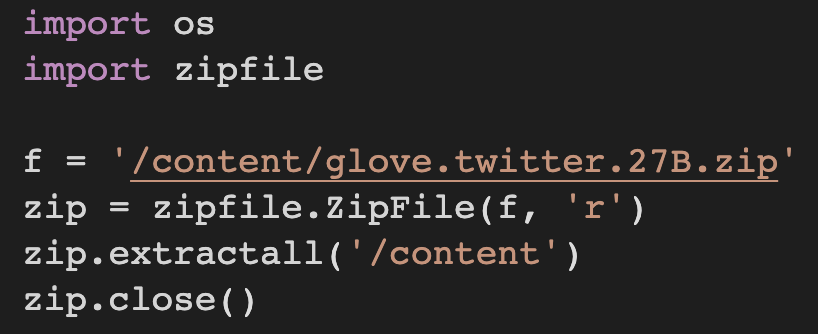 import os
import zipfile
f = '/content/glove.twitter.27B.zip'
zip = zipfile.ZipFile(f, 'r')
zip.extractall('/content')
zip.close()